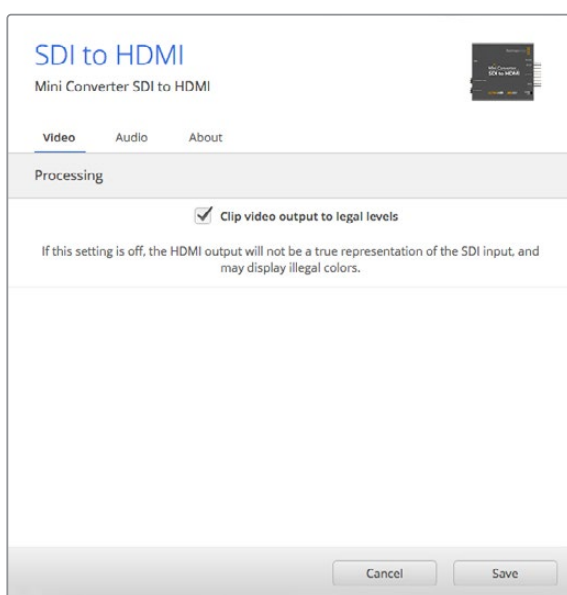 SDI to HDMI
Mini Converter SDI to HDMI
Video Audio About
Processing
Clip video output to legal levels
If this setting is off, the HDMI output will not be a true representation of the SDI input, and
may display illegal colors.
Cancel Save